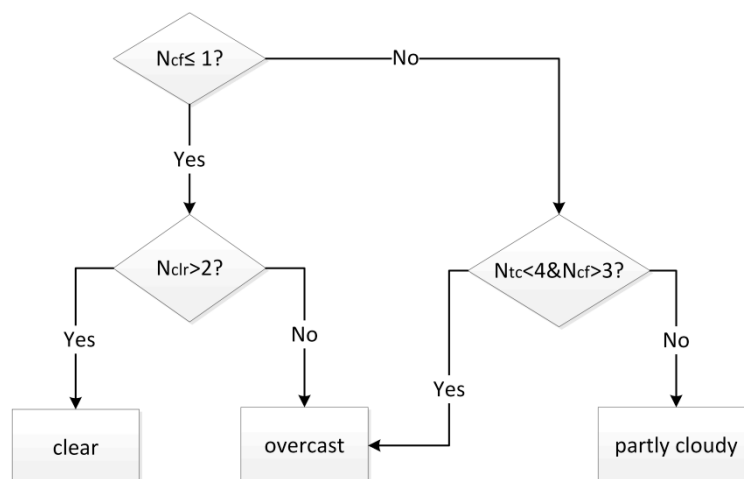 Ncf≤ 1?
No
Yes
Nclr>2?
Ntc<4&Ncf>3?
Yes
No
Yes
No
clear
overcast
partly cloudy